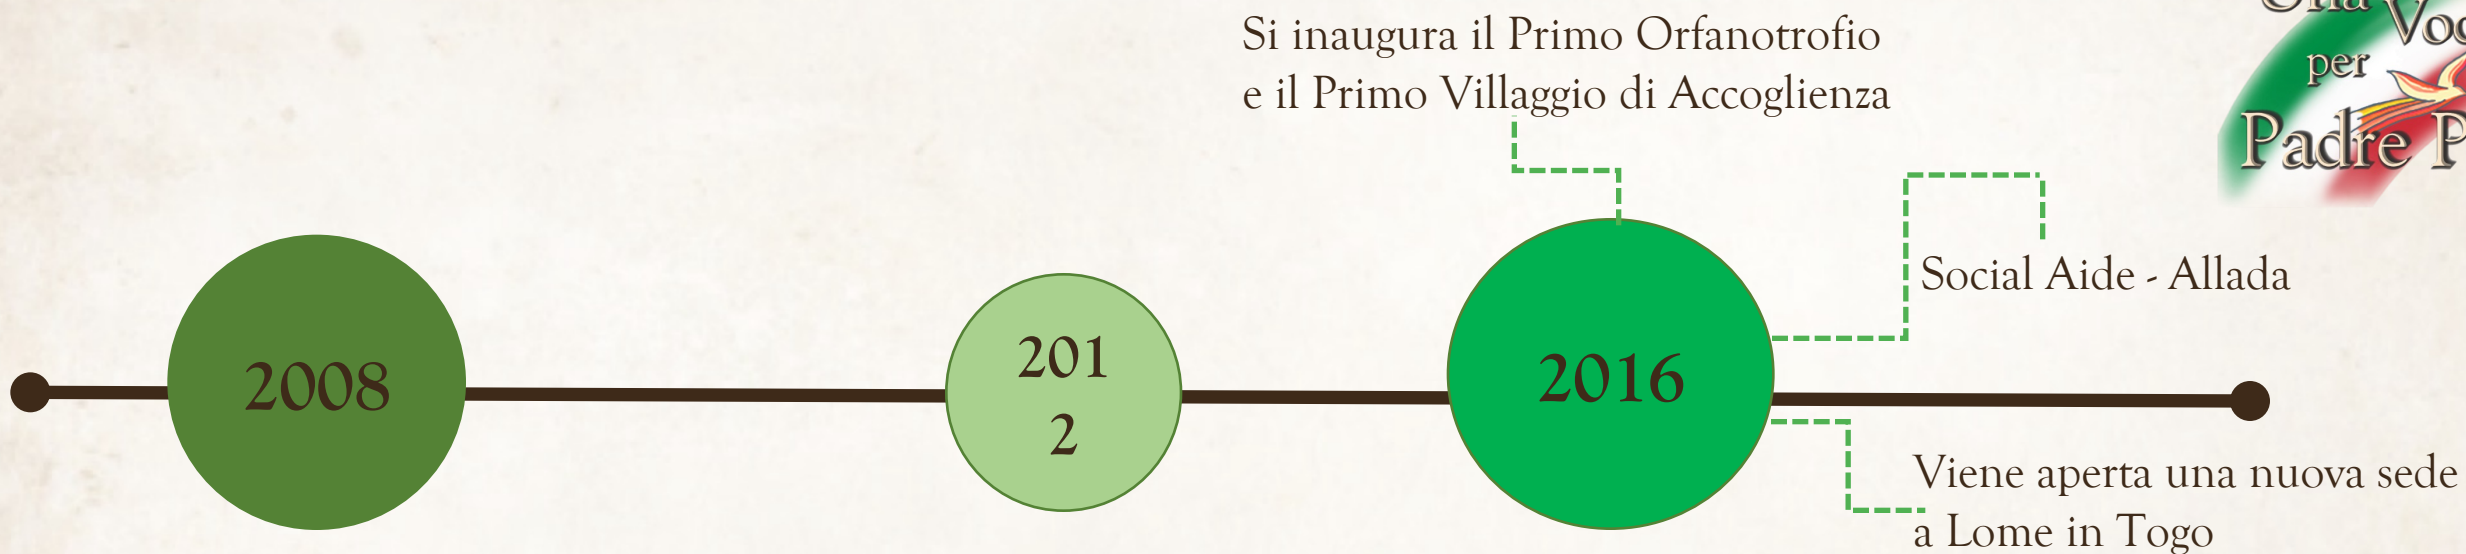 Si inaugura il Primo Orfanotrofio
e il Primo Villaggio di Accoglienza
per
Padre
Social Aide - Allada
2008
201
2
2016
Viene aperta una nuova sede
a Lome in Togo